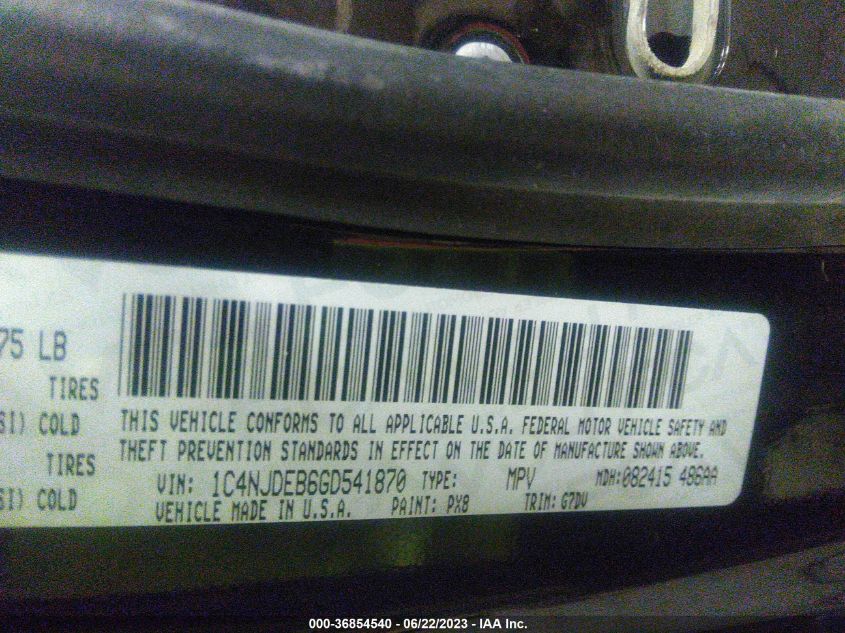 75 LB
TIRES
SI) COLD
TIRES
SI) COLD
THIS VEHICLE CONFORMS TO ALL APPLICABLE U.S.A. FEDERAL MOTOR VEHICLE SAFETY AND
THEFT PREVENTION STANDARDS IN EFFECT ON THE DATE OF MANUFACTURE SHOWN ABOVE.
VIN: 1C4NJDEB6GD541870 TYPE: MPV MDH:082415 486AA
VEHICLE MADE IN U.S.A. PAINT: PX8 TRIM: G7DV
000-36854540 - 06/22/2023 - IAA Inc.